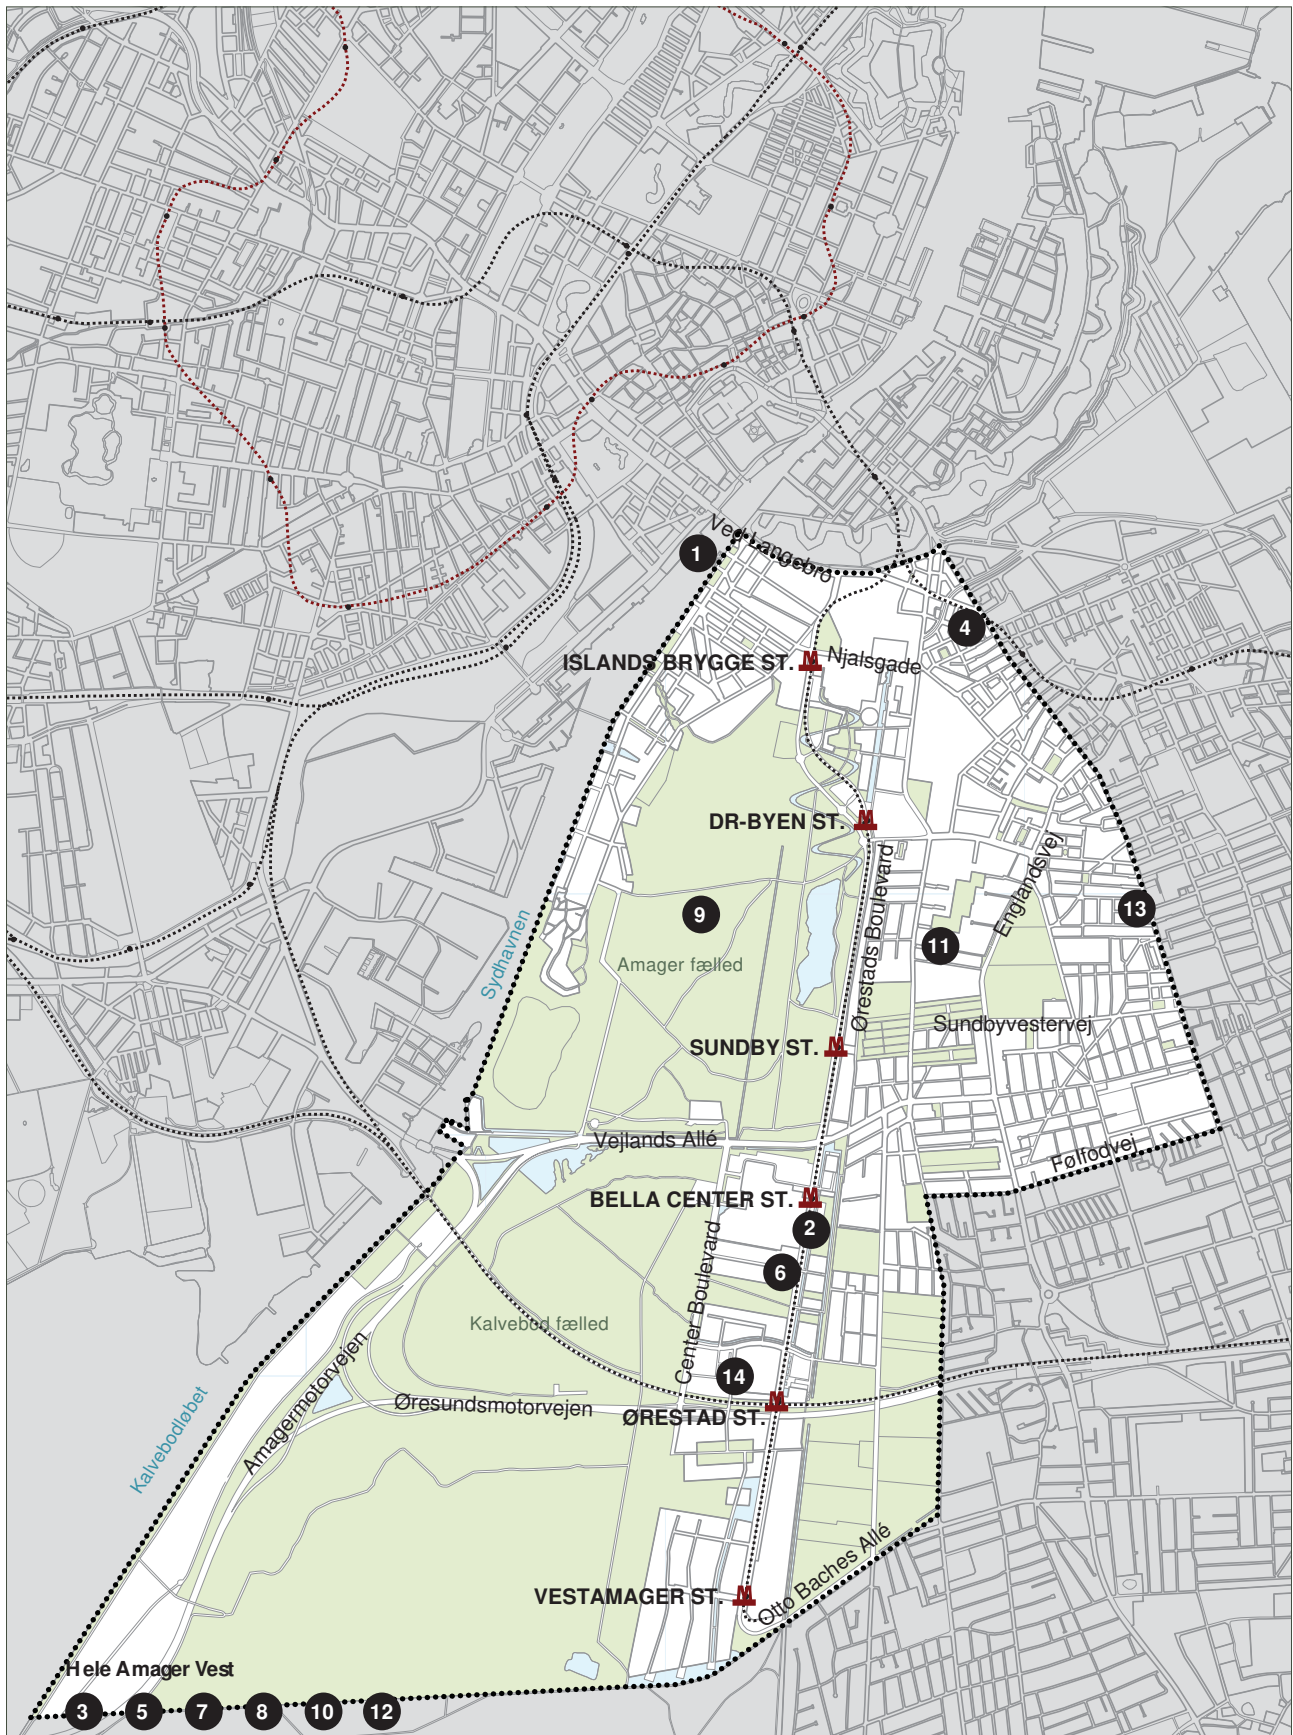 Ved Langebro
1
4
ISLANDS BRYGGE ST.
M
Njalsgade
DR-BYEN ST.
M
Ørestads Boulevard
Englandsvej
9
13
11
Sydhavnen
Amager fælled
Sundbyvestervej
SUNDBY ST.
M
Vejlands Allé
Følfodvej
BELLA CENTER ST.
M
2
6
Center Boulevard
Kalvebod fælled
14
Amagermotorvejen
Øresundsmotorvejen
ØRESTAD ST.
M
Kalvebodløbet
VESTAMAGER ST.
M
Otto Baches Allé
Hele Amager Vest
3 5 7 8 10 12